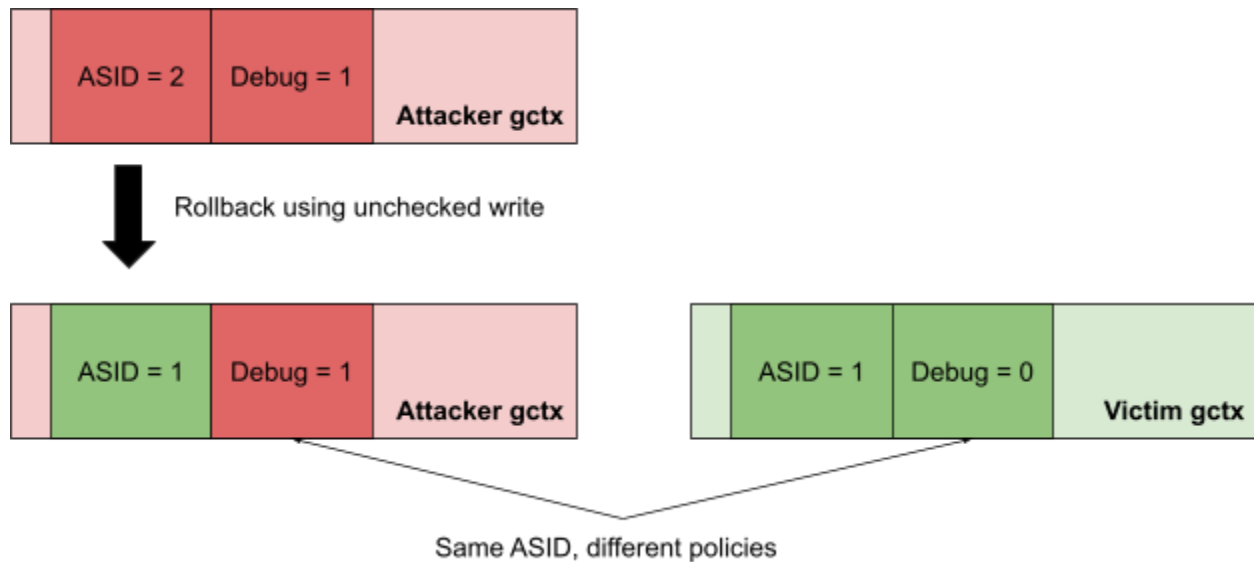 ASID = 2
Debug = 1
Attacker gctx
Rollback using unchecked write
ASID = 1
Debug = 1
Attacker gctx
ASID = 1
Debug = 0
Victim gctx
Same ASID, different policies